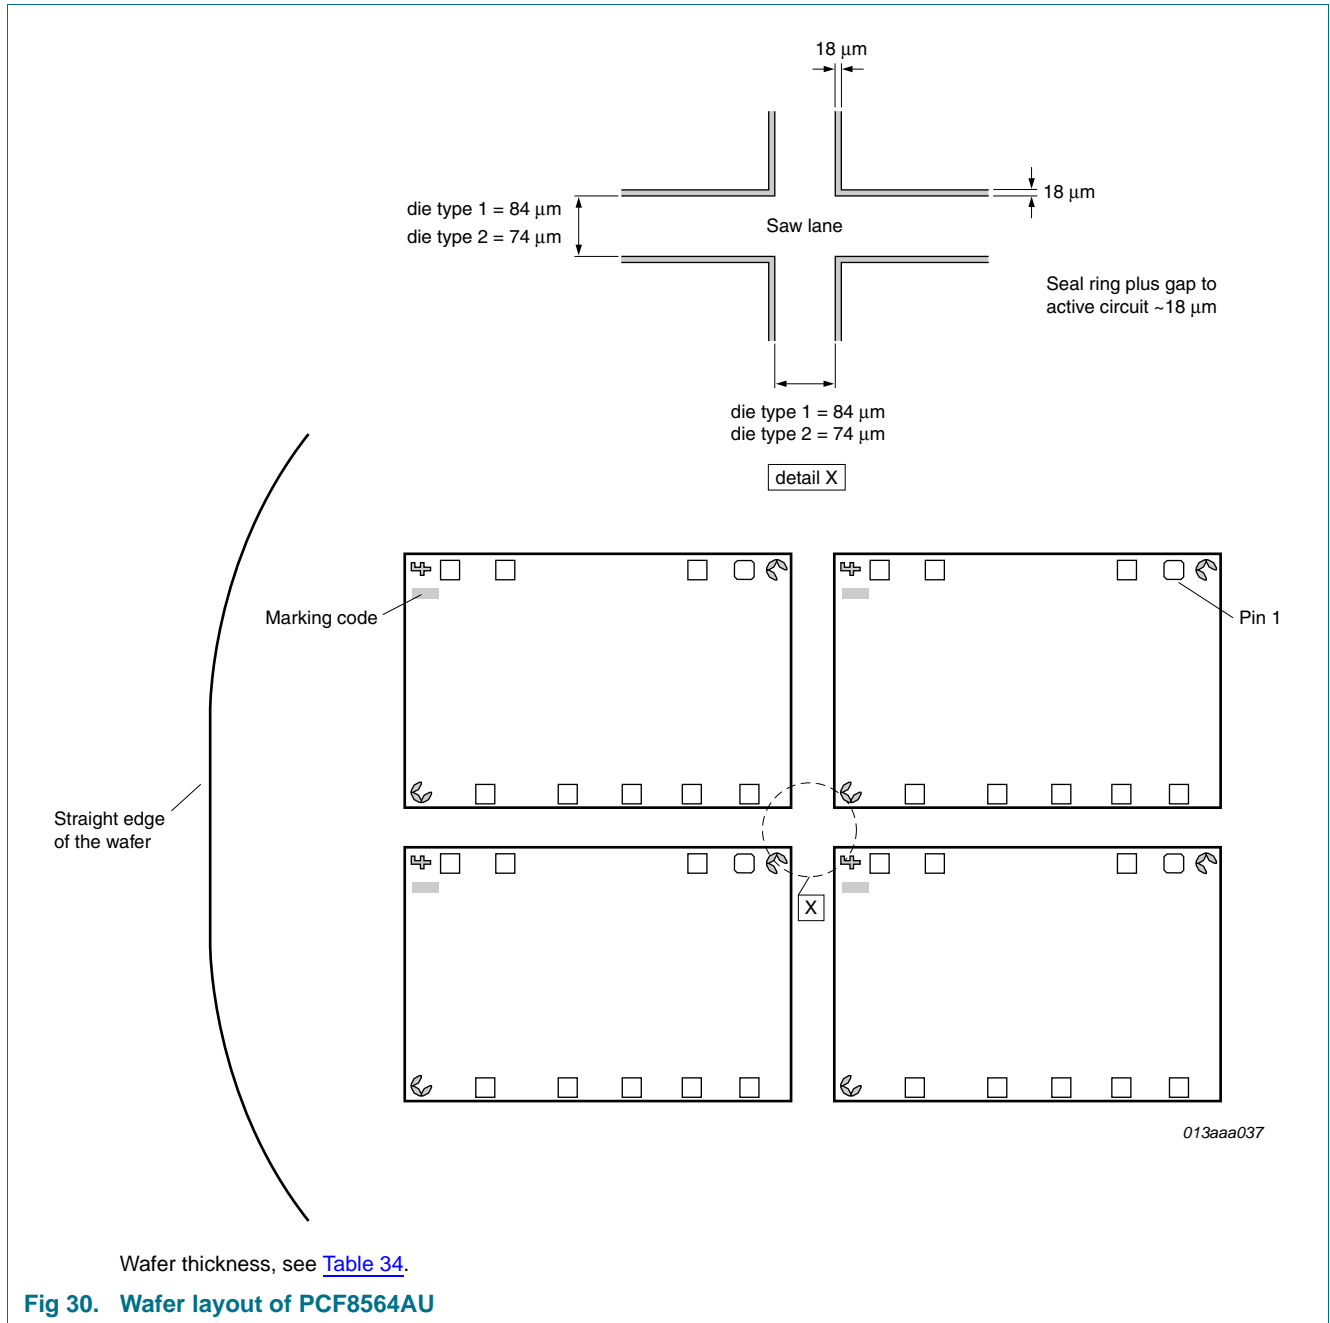 18 µm
18 µm
die type 1 = 84 µm
die type 2 = 74 µm
Saw lane
Seal ring plus gap to
active circuit ~18 µm
die type 1 = 84 µm
die type 2 = 74 µm
detail X
Marking code
Pin 1
Straight edge
of the wafer
X
013aaa037
Wafer thickness, see Table 34.
Fig 30. Wafer layout of PCF8564AU